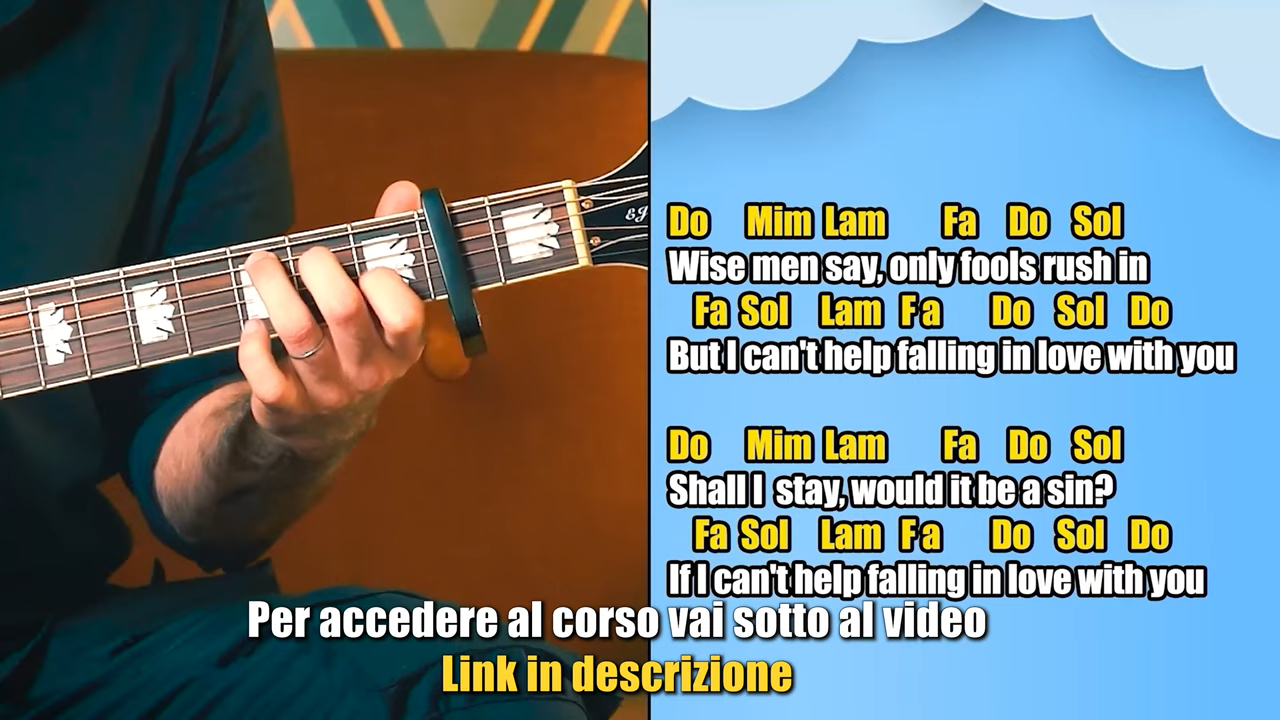 Do Mim Lam Fa Do Sol
Wise men say, only fools rush in
Fa Sol Lam Fa Do Sol Do
But I can't help falling in love with you
Do Mim Lam Fa Do Sol
Shall I stay, would it be a sin?
Fa Sol Lam Fa Do Sol Do
If I can't help falling in love with you
Per accedere al corso vai sotto al video
Link in descrizione